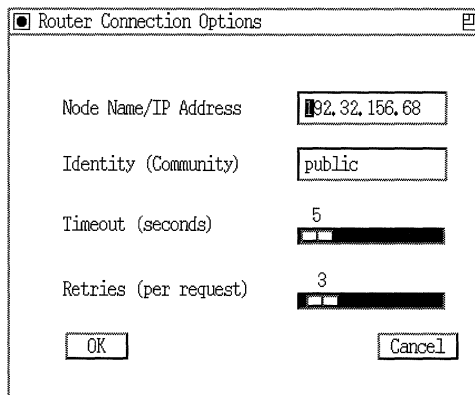 Router Connection Options
Node Name/IP Address 192.32.156.68
Identity (Community) public
Timeout (seconds) 5
Retries (per request) 3
OK Cancel